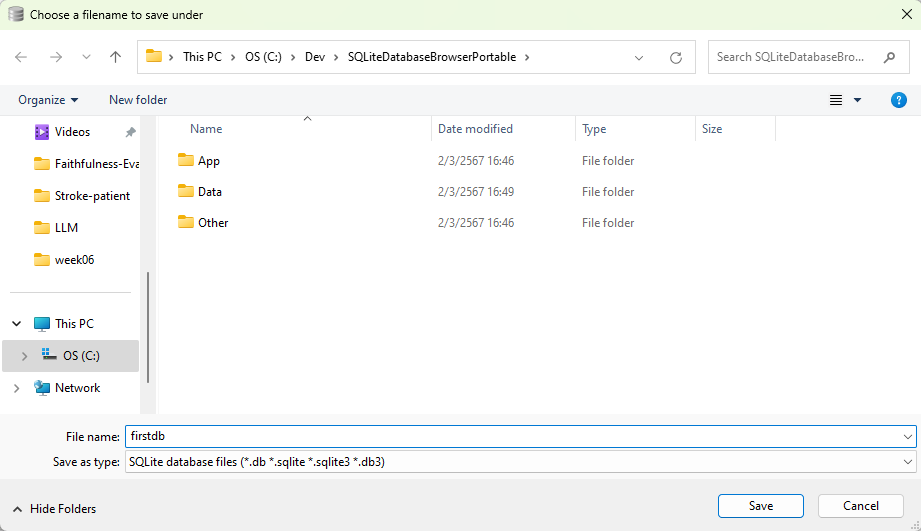 Choose a filename to save under
This PC
OS (C:)
Dev
SQLiteDatabaseBrowserPortable
Search SQLiteDatabaseBro...
Organize
New folder
Name
Date modified
Type
Size
Videos
Faithfulness-Eva
Stroke-patient
LLM
week06
This PC
OS (C:)
Network
App 2/3/2567 16:46 File folder
Data 2/3/2567 16:49 File folder
Other 2/3/2567 16:46 File folder
File name: firstdb
Save as type: SQLite database files (*.db *.sqlite *.sqlite3 *.db3)
Hide Folders
Save
Cancel